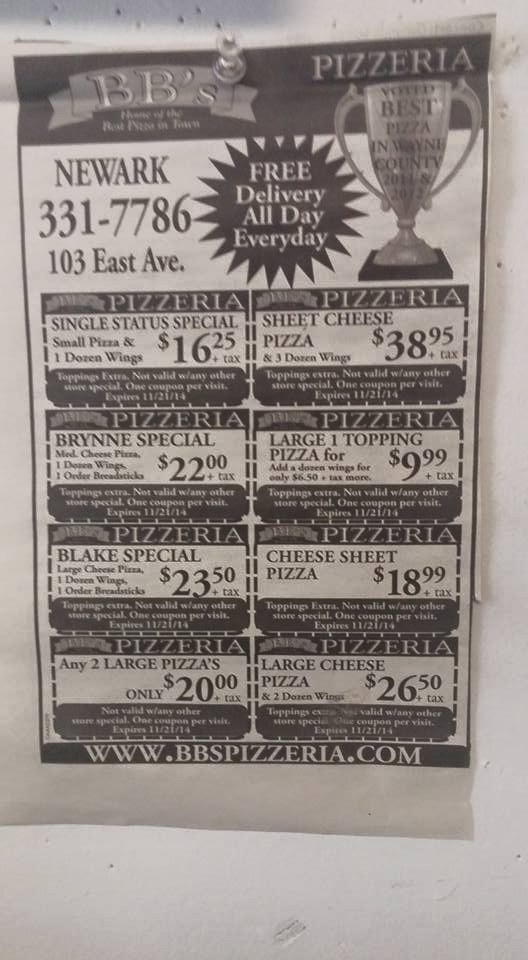 BB's
Home of the
Best Pizza in Town
PIZZERIA
VOTED
BEST
PIZZA
IN WAYNE
COUNTY
2011 &
2012
NEWARK
331-7786
103 East Ave.
FREE
Delivery
All Day
Everyday
PIZZERIA
SINGLE STATUS SPECIAL
Small Pizza &
1 Dozen Wings
$16.25
+ tax
Toppings Extra. Not valid w/any other
store special. One coupon per visit.
Expires 11/21/14
PIZZERIA
SHEET CHEESE
PIZZA
& 3 Dozen Wings
$38.95
+ tax
Toppings Extra. Not valid w/any other
store special. One coupon per visit.
Expires 11/21/14
PIZZERIA
BRYNNE SPECIAL
Med. Cheese Pizza,
1 Dozen Wings,
1 Order Breadsticks
$22.00
+ tax
Toppings extra. Not valid w/any other
store special. One coupon per visit.
Expires 11/21/14
PIZZERIA
LARGE 1 TOPPING
PIZZA for
Add a dozen wings for
only $6.50 + tax more.
$9.99
+ tax
Toppings extra. Not valid w/any other
store special. One coupon per visit.
Expires 11/21/14
PIZZERIA
BLAKE SPECIAL
Large Cheese Pizza,
1 Dozen Wings,
1 Order Breadsticks
$23.50
+ tax
Toppings extra. Not valid w/any other
store special. One coupon per visit.
Expires 11/21/14
PIZZERIA
CHEESE SHEET
PIZZA
$18.99
+ tax
Toppings Extra. Not valid w/any other
store special. One coupon per visit.
Expires 11/21/14
PIZZERIA
Any 2 LARGE PIZZA'S
ONLY $20.00
+ tax
Not valid w/any other
store special. One coupon per visit.
Expires 11/21/14
PIZZERIA
LARGE CHEESE
PIZZA
& 2 Dozen Wings
$26.50
+ tax
Toppings extra. Not valid w/any other
store special. One coupon per visit.
Expires 11/21/14
WWW.BBSPIZZERIA.COM